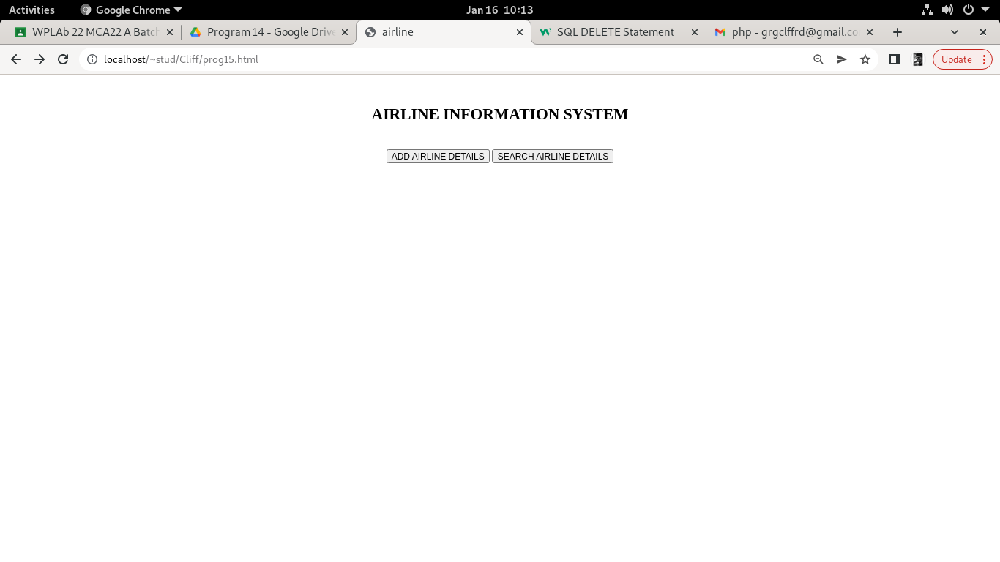 Activities Google Chrome Jan 16 10:13
WPLAb 22 MCA22 A Batch Program 14 - Google Drive airline SQL DELETE Statement php - grgclffrd@gmail.co
localhost/~stud/Cliff/prog15.html Update
AIRLINE INFORMATION SYSTEM
ADD AIRLINE DETAILS SEARCH AIRLINE DETAILS